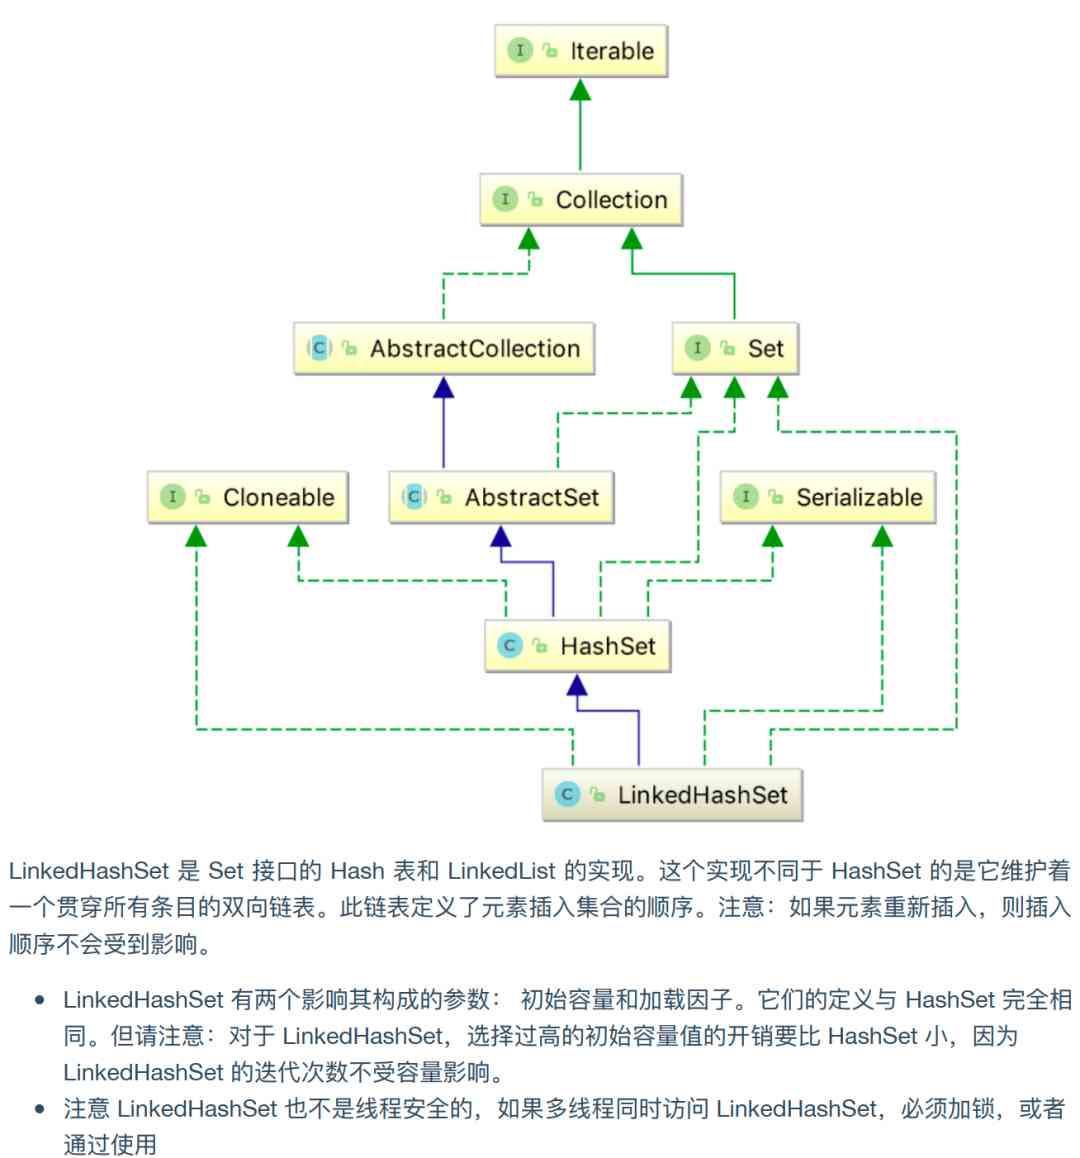 I Iterable
I Collection
C AbstractCollection
I Set
I Cloneable
C AbstractSet
I Serializable
C HashSet
C LinkedHashSet
LinkedHashSet 是 Set 接口的 Hash 表和 LinkedList 的实现。这个实现不同于 HashSet 的是它维护着
一个贯穿所有条目的双向链表。此链表定义了元素插入集合的顺序。注意：如果元素重新插入，则插入
顺序不会受到影响。
• LinkedHashSet 有两个影响其构成的参数： 初始容量和加载因子。它们的定义与 HashSet 完全相
同。但请注意：对于 LinkedHashSet，选择过高的初始容量值的开销要比 HashSet 小，因为
LinkedHashSet 的迭代次数不受容量影响。
• 注意 LinkedHashSet 也不是线程安全的，如果多线程同时访问 LinkedHashSet，必须加锁，或者
通过使用